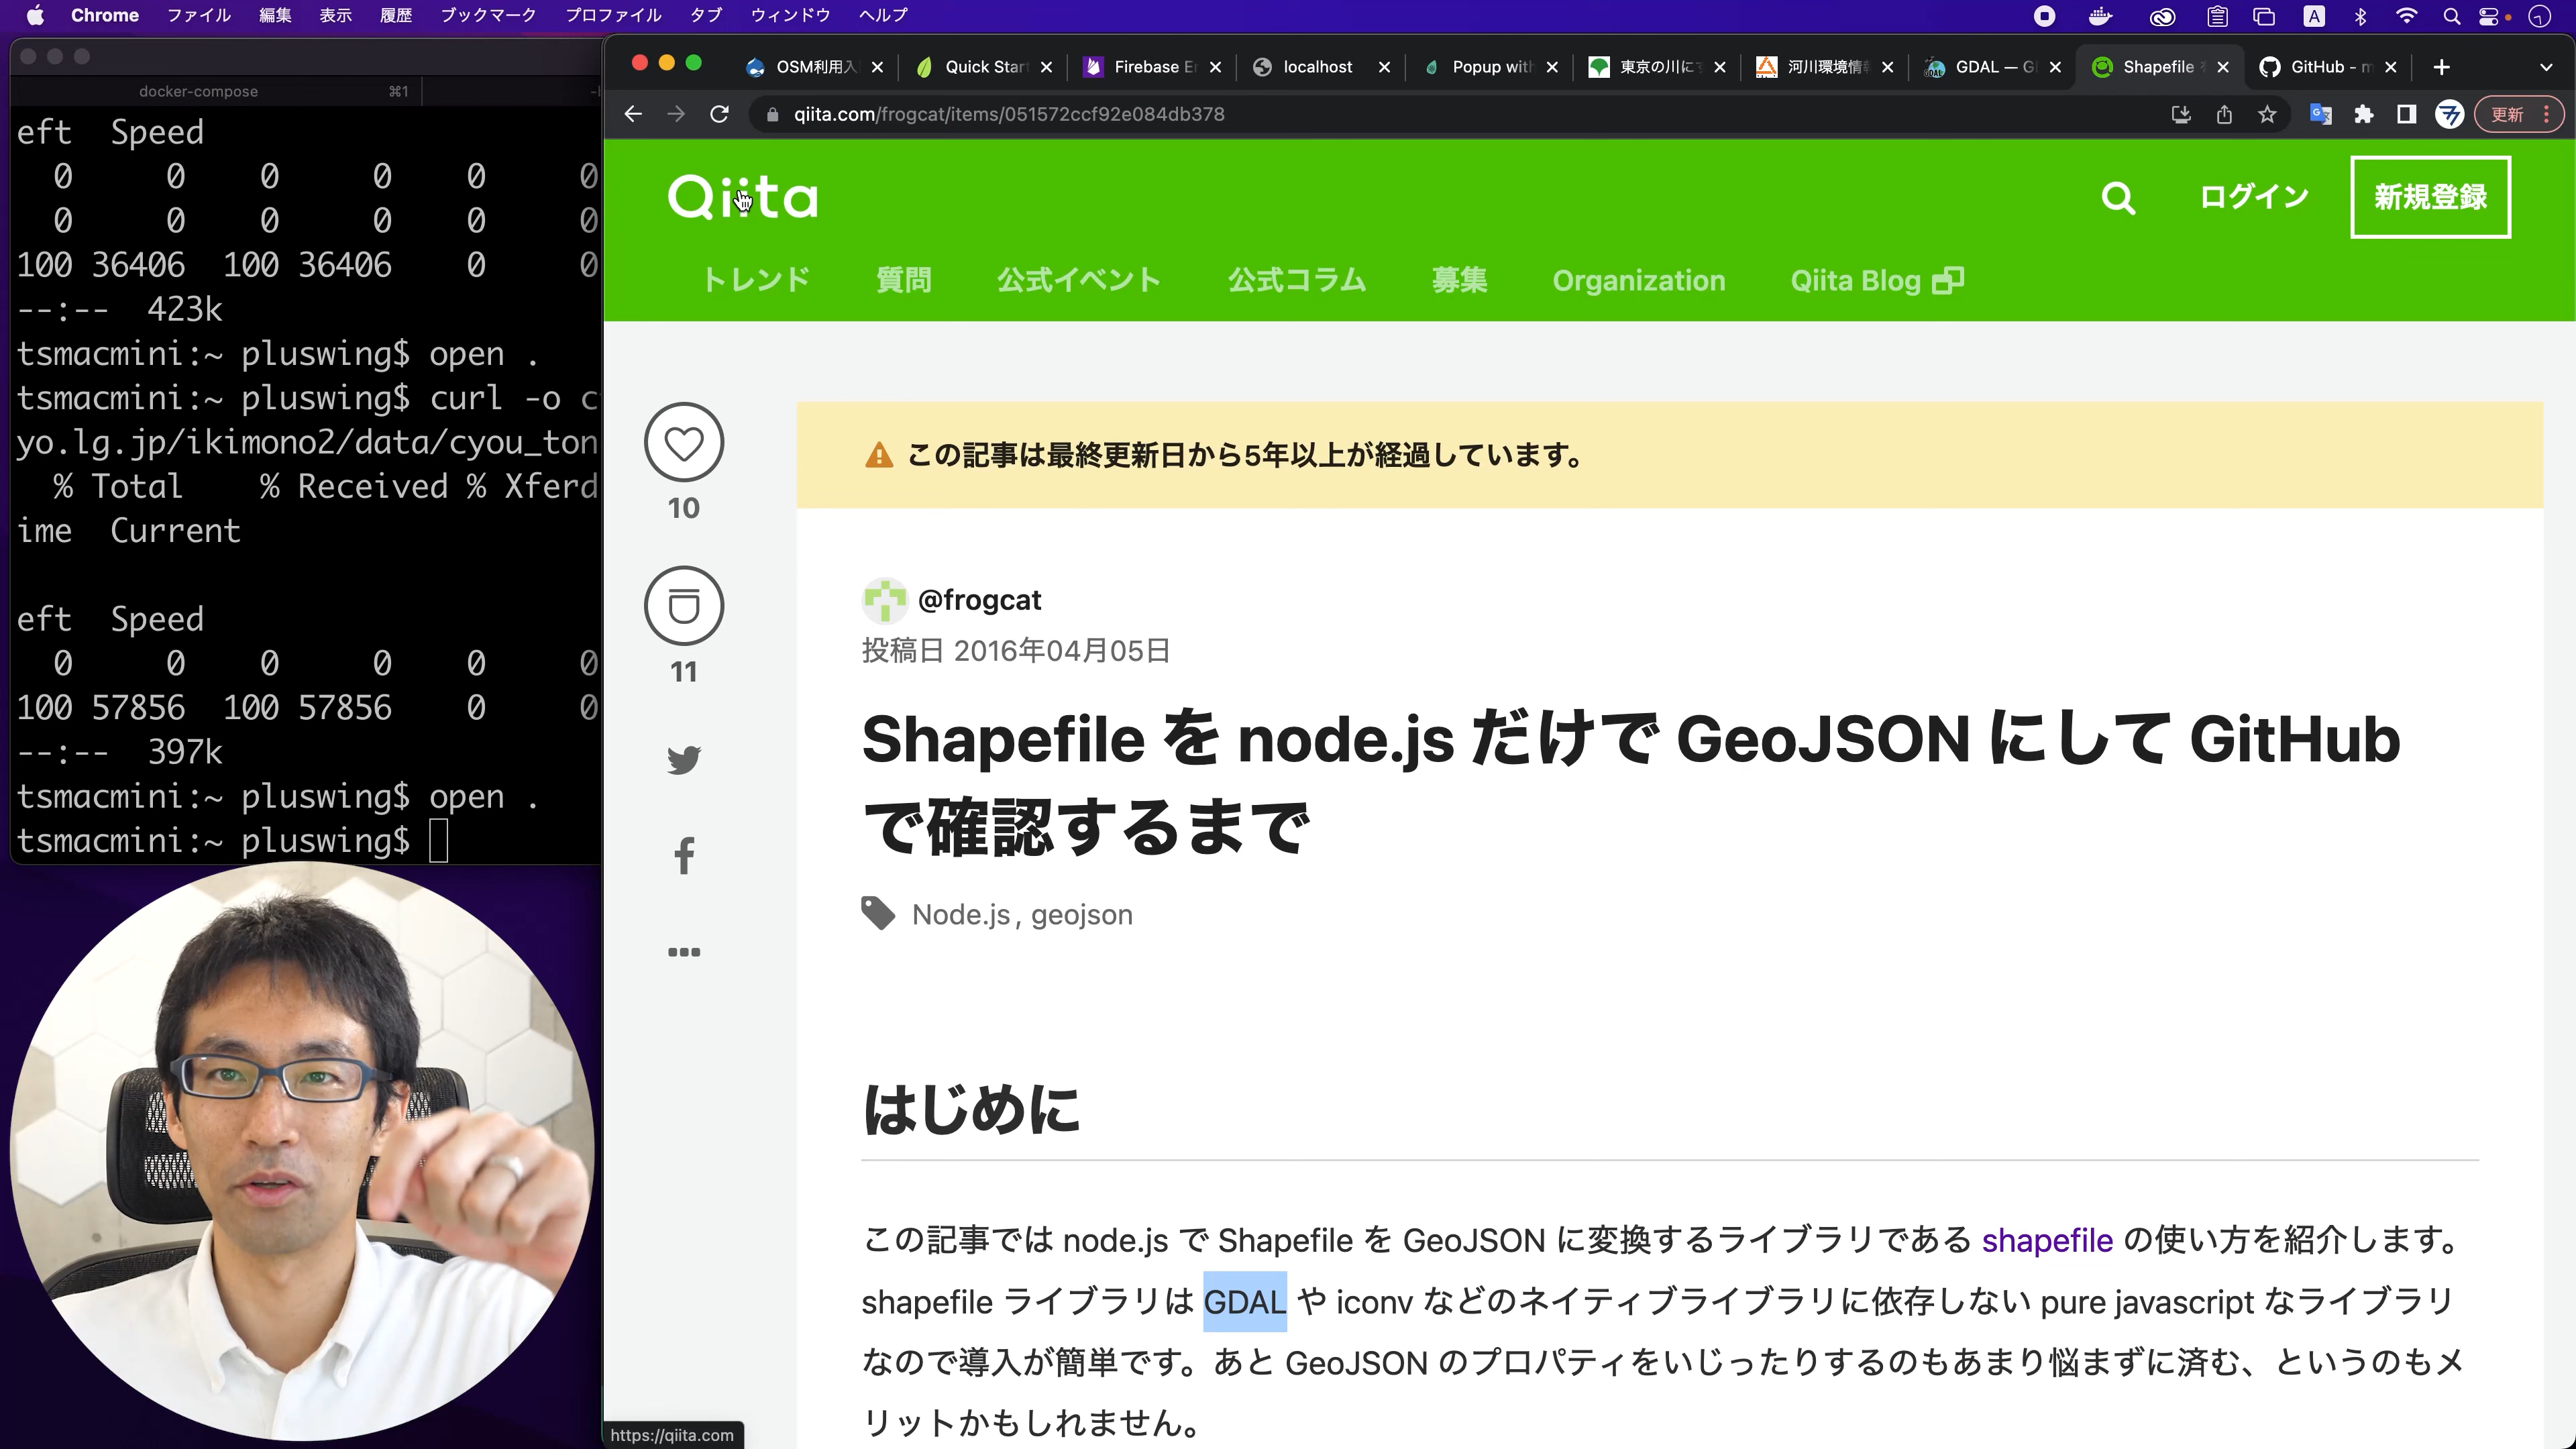 Chrome ファイル 編集 表示 履歴 ブックマーク プロファイル タブ ウィンドウ ヘルプ
A
docker-compose ⌘1
eft Speed
0 0 0 0 0 0
0 0 0 0 0 0
100 36406 100 36406 0 0
--:-- 423k
tsmacmini:~ pluswing$ open .
tsmacmini:~ pluswing$ curl -o c
yo.lg.jp/ikimono2/data/cyou_ton
% Total % Received % Xferd
ime Current
eft Speed
0 0 0 0 0 0
100 57856 100 57856 0 0
--:-- 397k
tsmacmini:~ pluswing$ open .
tsmacmini:~ pluswing$
OSM利用入 Quick Star Firebase E localhost Popup with 東京の川に 河川環境情 GDAL — G Shapefile GitHub - m
qiita.com/frogcat/items/051572ccf92e084db378
更新
Qiita
ログイン
新規登録
トレンド 質問 公式イベント 公式コラム 募集 Organization Qiita Blog
10
11
この記事は最終更新日から5年以上が経過しています。
@frogcat
投稿日 2016年04月05日
Shapefile を node.js だけで GeoJSON にして GitHub
で確認するまで
Node.js, geojson
はじめに
この記事では node.js で Shapefile を GeoJSON に変換するライブラリである shapefile の使い方を紹介します。
shapefile ライブラリは GDAL や iconv などのネイティブライブラリに依存しない pure javascript なライブラリ
なので導入が簡単です。あと GeoJSON のプロパティをいじったりするのもあまり悩まずに済む、というのもメ
リットかもしれません。
https://qiita.com